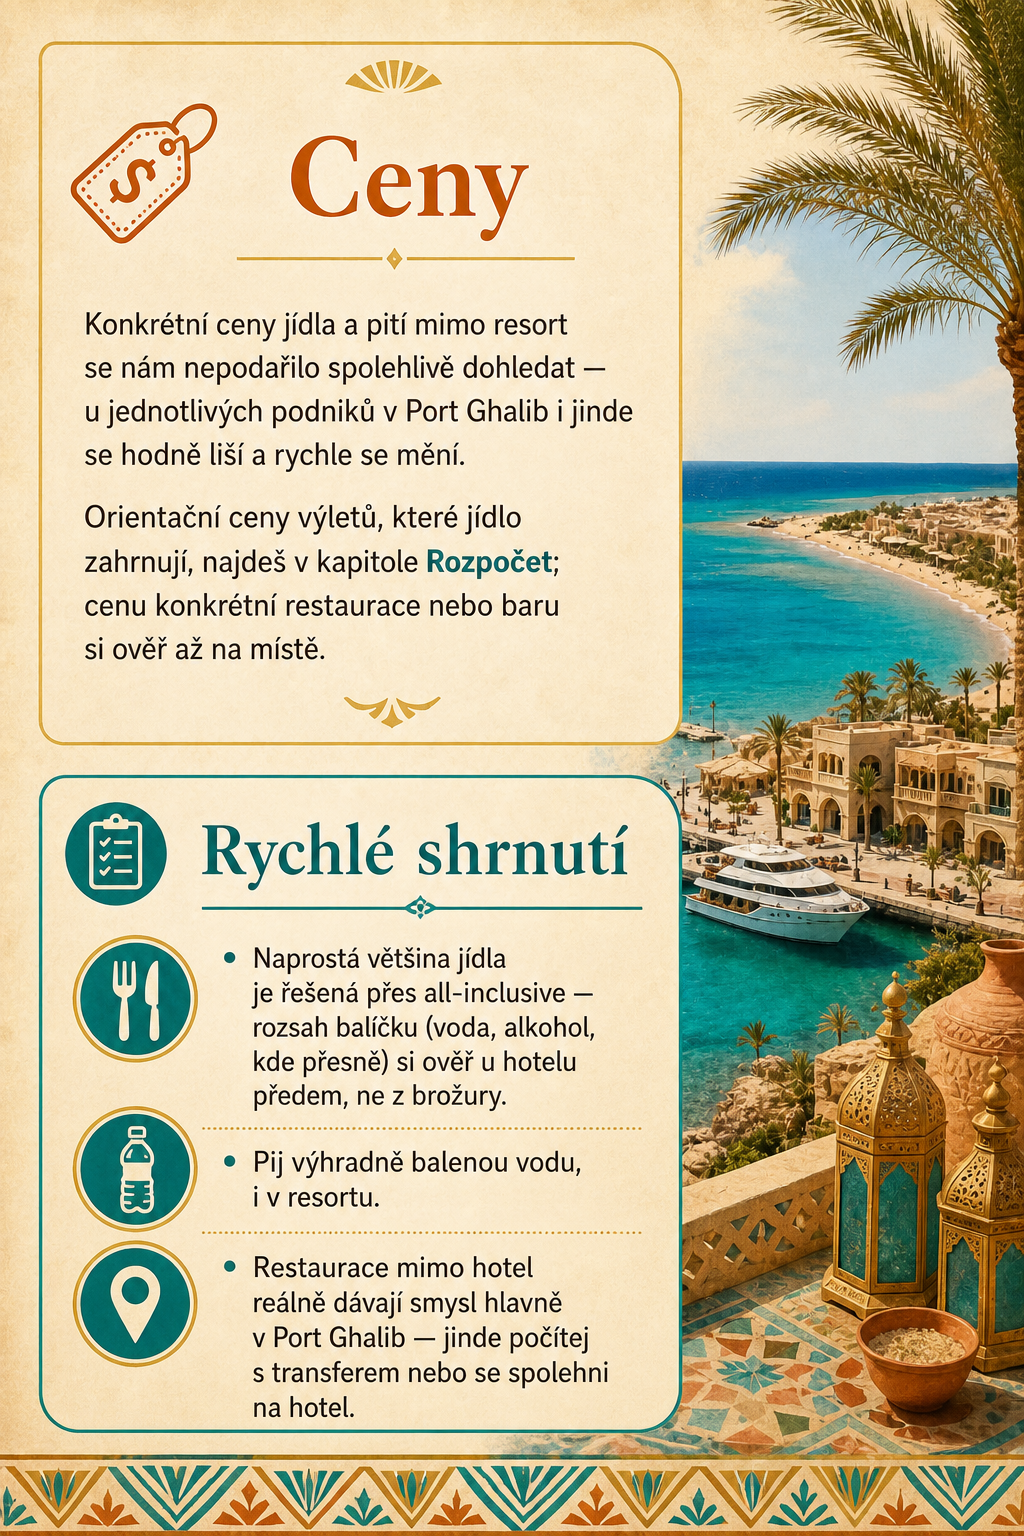 Ceny
Konkrétní ceny jídla a pití mimo resort
se nám nepodařilo spolehlivě dohledat —
u jednotlivých podniků v Port Ghalib i jinde
se hodně liší a rychle se mění.
Orientační ceny výletů, které jídlo
zahrnují, najdeš v kapitole Rozpočet;
cenu konkrétní restaurace nebo baru
si ověř až na místě.
Rychlé shrnutí
• Naprostá většina jídla
je řešená přes all-inclusive —
rozsah balíčku (voda, alkohol,
kde přesně) si ověř u hotelu
předem, ne z brožury.
• Pij výhradně balenou vodu,
i v resortu.
• Restaurace mimo hotel
reálně dávají smysl hlavně
v Port Ghalib — jinde počítej
s transferem nebo se spolehni
na hotel.